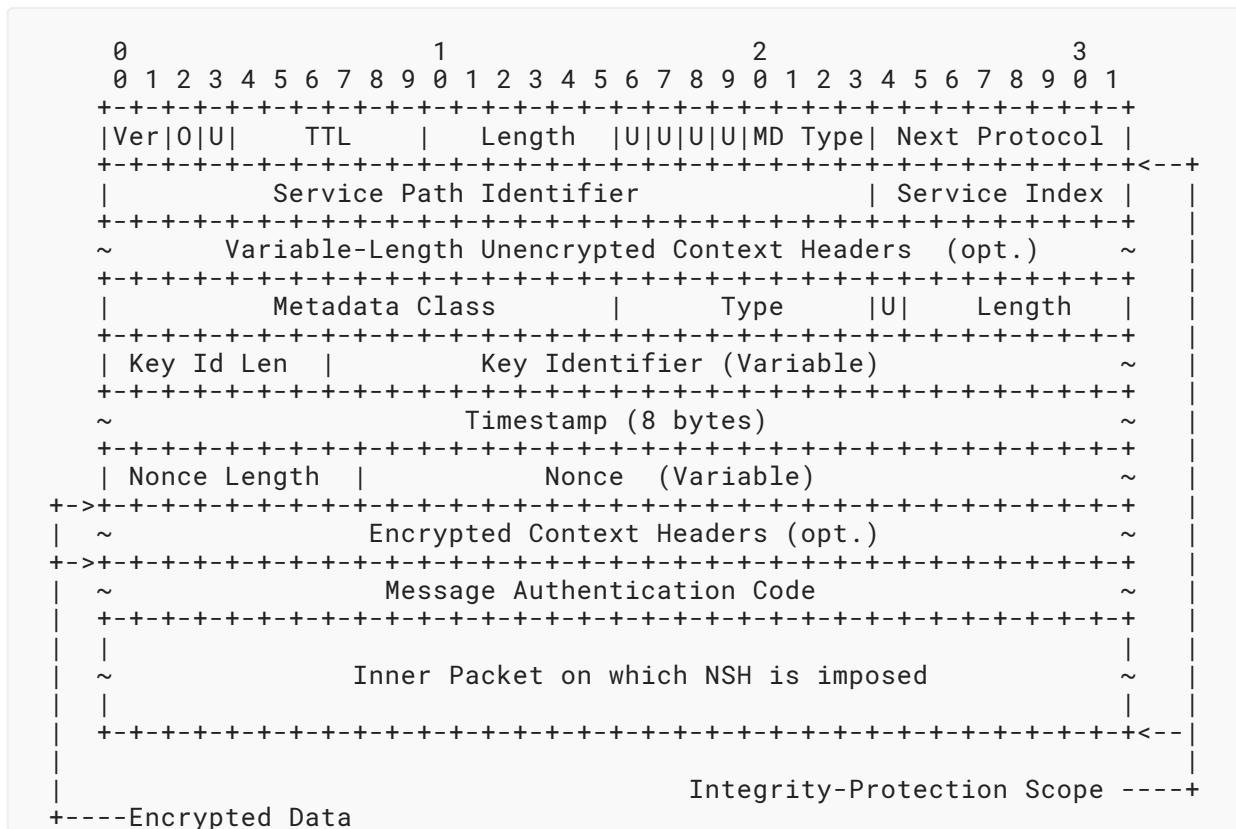 0                   1                   2                   3
 0 1 2 3 4 5 6 7 8 9 0 1 2 3 4 5 6 7 8 9 0 1 2 3 4 5 6 7 8 9 0 1
+-+-+-+-+-+-+-+-+-+-+-+-+-+-+-+-+-+-+-+-+-+-+-+-+-+-+-+-+-+-+-+-+
|Ver|O|U|    TTL    |   Length  |U|U|U|U|MD Type| Next Protocol |
+-+-+-+-+-+-+-+-+-+-+-+-+-+-+-+-+-+-+-+-+-+-+-+-+-+-+-+-+-+-+-+-+<--+
|          Service Path Identifier              | Service Index |   |
+-+-+-+-+-+-+-+-+-+-+-+-+-+-+-+-+-+-+-+-+-+-+-+-+-+-+-+-+-+-+-+-+   |
~       Variable-Length Unencrypted Context Headers  (opt.)     ~   |
+-+-+-+-+-+-+-+-+-+-+-+-+-+-+-+-+-+-+-+-+-+-+-+-+-+-+-+-+-+-+-+-+   |
|          Metadata Class       |      Type     |U|    Length   |   |
+-+-+-+-+-+-+-+-+-+-+-+-+-+-+-+-+-+-+-+-+-+-+-+-+-+-+-+-+-+-+-+-+   |
| Key Id Len  |         Key Identifier (Variable)               ~   |
+-+-+-+-+-+-+-+-+-+-+-+-+-+-+-+-+-+-+-+-+-+-+-+-+-+-+-+-+-+-+-+-+   |
~                      Timestamp (8 bytes)                      ~   |
+-+-+-+-+-+-+-+-+-+-+-+-+-+-+-+-+-+-+-+-+-+-+-+-+-+-+-+-+-+-+-+-+   |
| Nonce Length  |           Nonce  (Variable)                   ~   |
+->+-+-+-+-+-+-+-+-+-+-+-+-+-+-+-+-+-+-+-+-+-+-+-+-+-+-+-+-+-+-+-+-+   |
|  ~                Encrypted Context Headers (opt.)               ~   |
+->+-+-+-+-+-+-+-+-+-+-+-+-+-+-+-+-+-+-+-+-+-+-+-+-+-+-+-+-+-+-+-+-+   |
|  ~                 Message Authentication Code                   ~   |
|  +-+-+-+-+-+-+-+-+-+-+-+-+-+-+-+-+-+-+-+-+-+-+-+-+-+-+-+-+-+-+-+-+   |
|  |                                                               |   |
|  ~               Inner Packet on which NSH is imposed            ~   |
|  |                                                               |   |
|  +-+-+-+-+-+-+-+-+-+-+-+-+-+-+-+-+-+-+-+-+-+-+-+-+-+-+-+-+-+-+-+-+<--|
|                                                                      |
|                                       Integrity-Protection Scope ----+
+----Encrypted Data